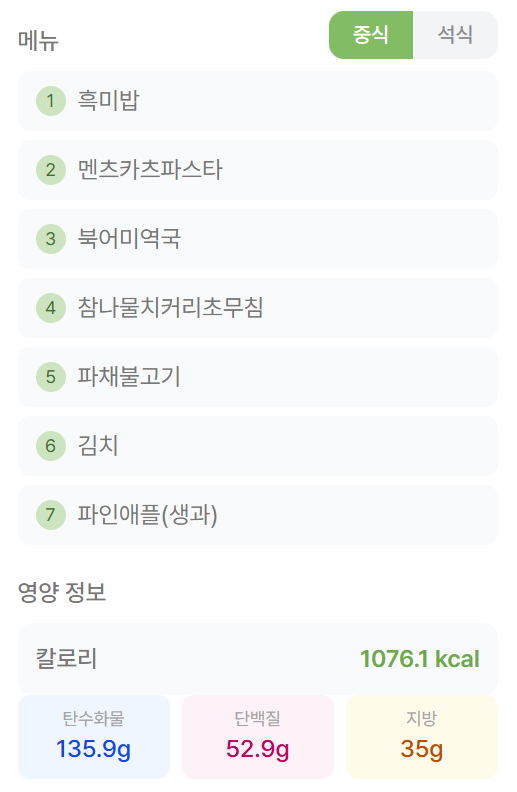 메뉴
중식 석식
1 흑미밥
2 멘츠카츠파스타
3 북어미역국
4 참나물치커리초무침
5 파채불고기
6 김치
7 파인애플(생과)
영양 정보
칼로리 1076.1 kcal
탄수화물 단백질 지방
135.9g 52.9g 35g